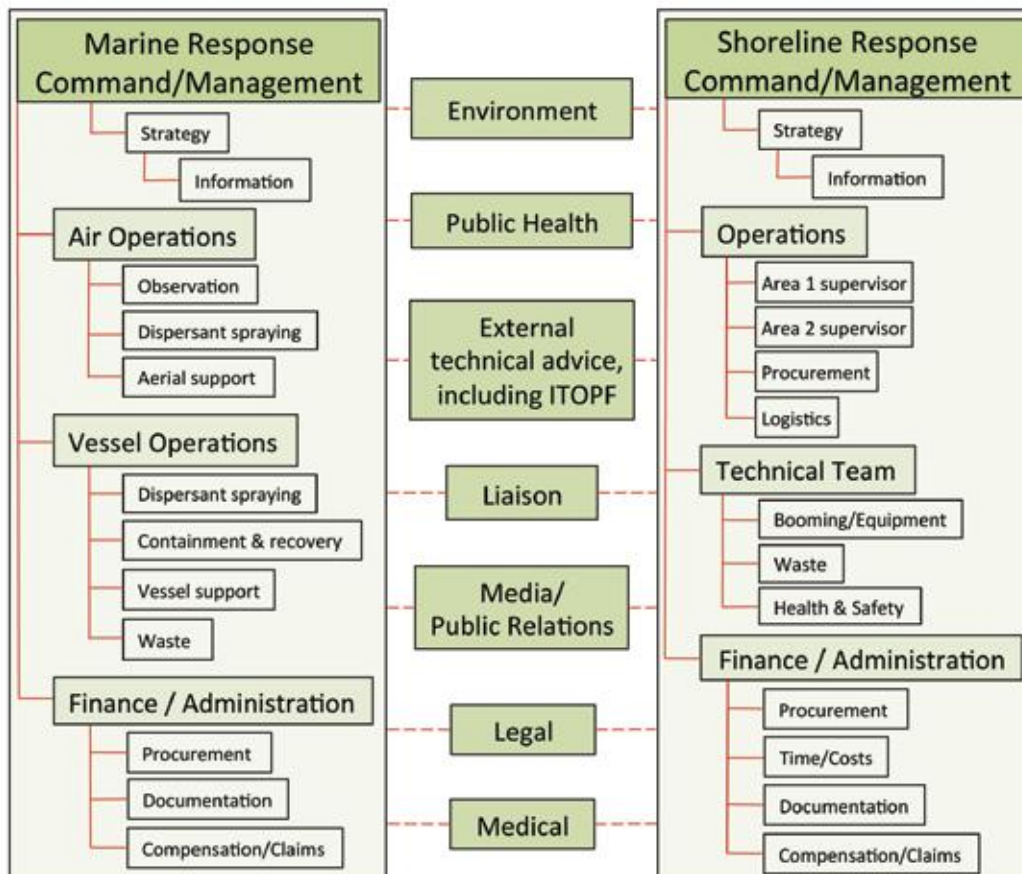 Marine Response
Command/Management
Strategy
Information
Air Operations
Observation
Dispersant spraying
Aerial support
Vessel Operations
Dispersant spraying
Containment & recovery
Vessel support
Waste
Finance / Administration
Procurement
Documentation
Compensation/Claims
Environment
Public Health
External
technical advice,
including ITOPF
Liaison
Media/
Public Relations
Legal
Medical
Shoreline Response
Command/Management
Strategy
Information
Operations
Area 1 supervisor
Area 2 supervisor
Procurement
Logistics
Technical Team
Booming/Equipment
Waste
Health & Safety
Finance / Administration
Procurement
Time/Costs
Documentation
Compensation/Claims